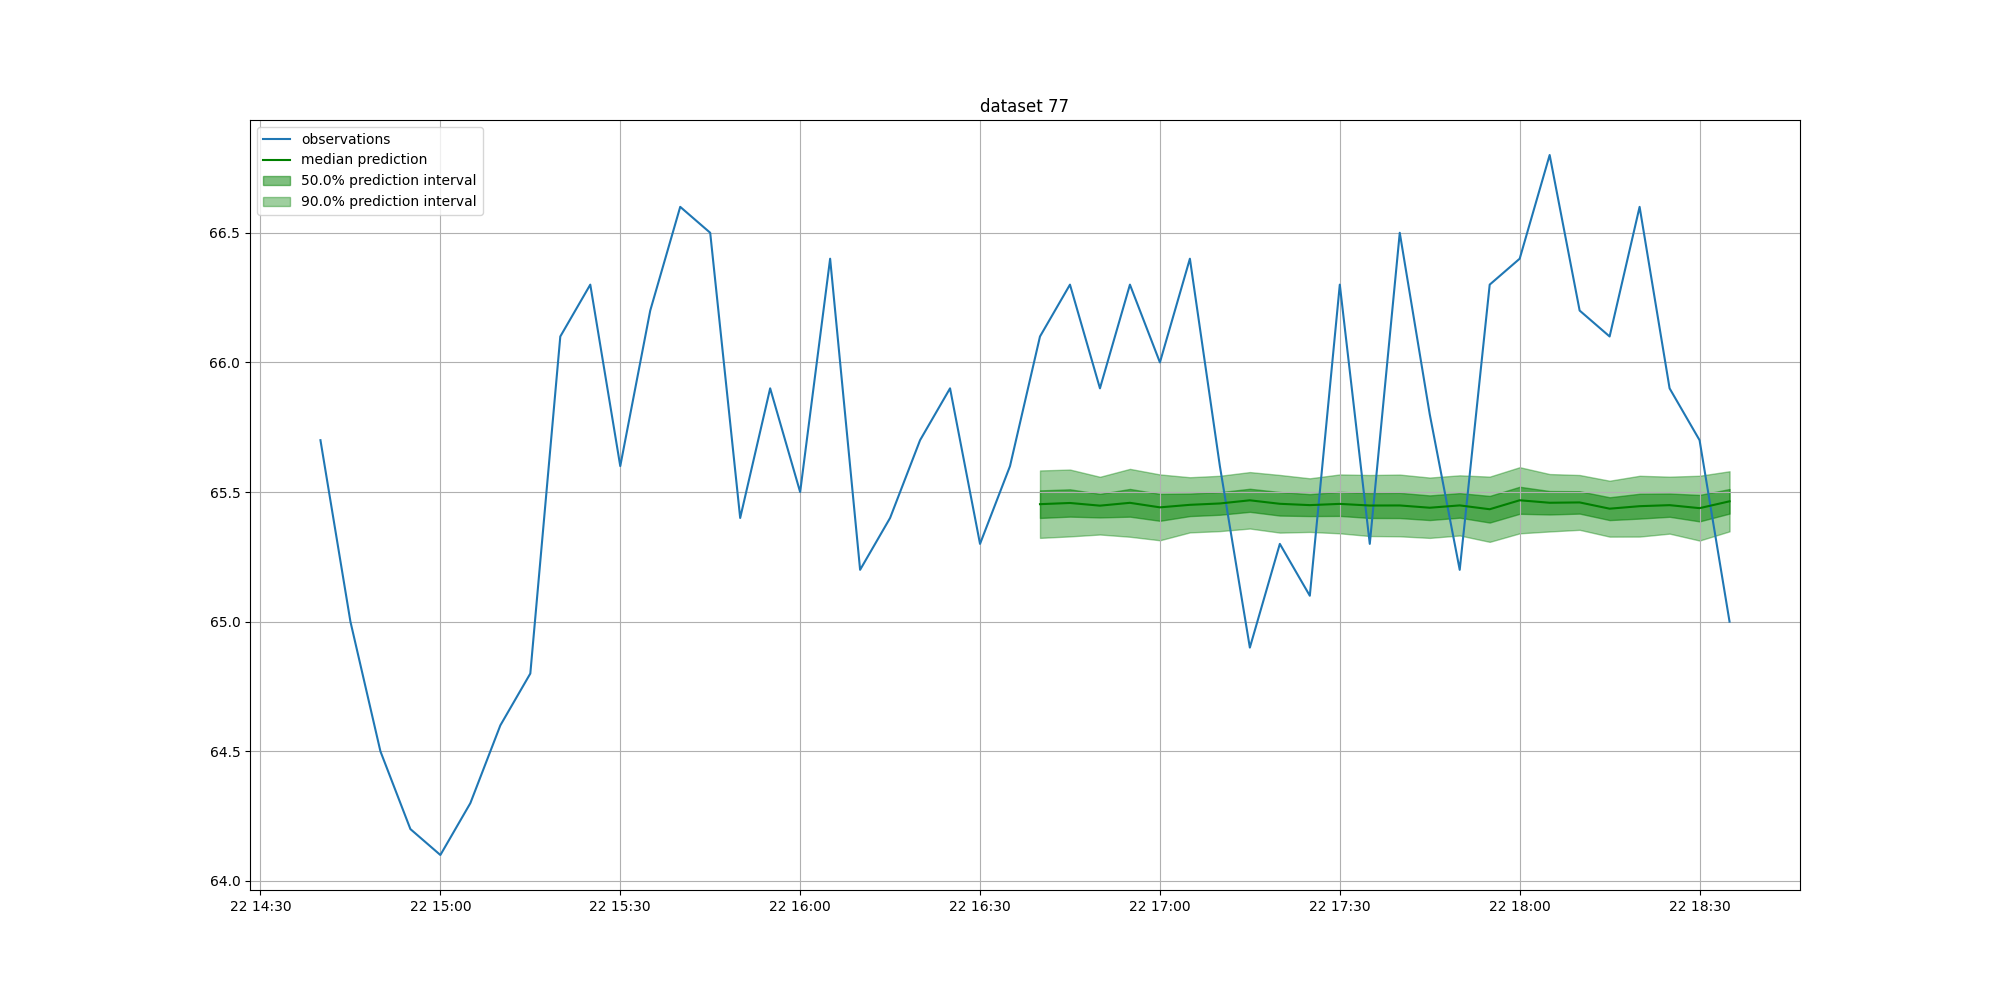 dataset 77
observations
median prediction
50.0% prediction interval
90.0% prediction interval
66.5
66.0
65.5
65.0
64.5
64.0
22 14:30 22 15:00 22 15:30 22 16:00 22 16:30 22 17:00 22 17:30 22 18:00 22 18:30